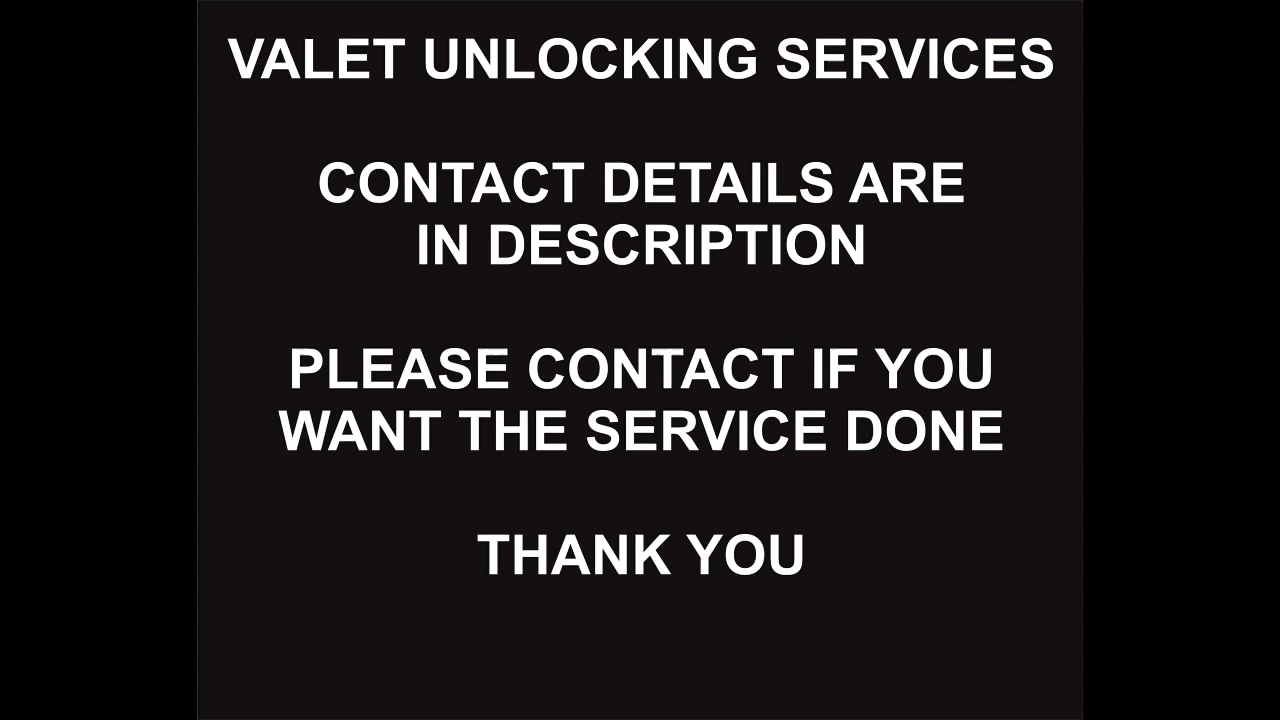 VALET UNLOCKING SERVICES
CONTACT DETAILS ARE
IN DESCRIPTION
PLEASE CONTACT IF YOU
WANT THE SERVICE DONE
THANK YOU